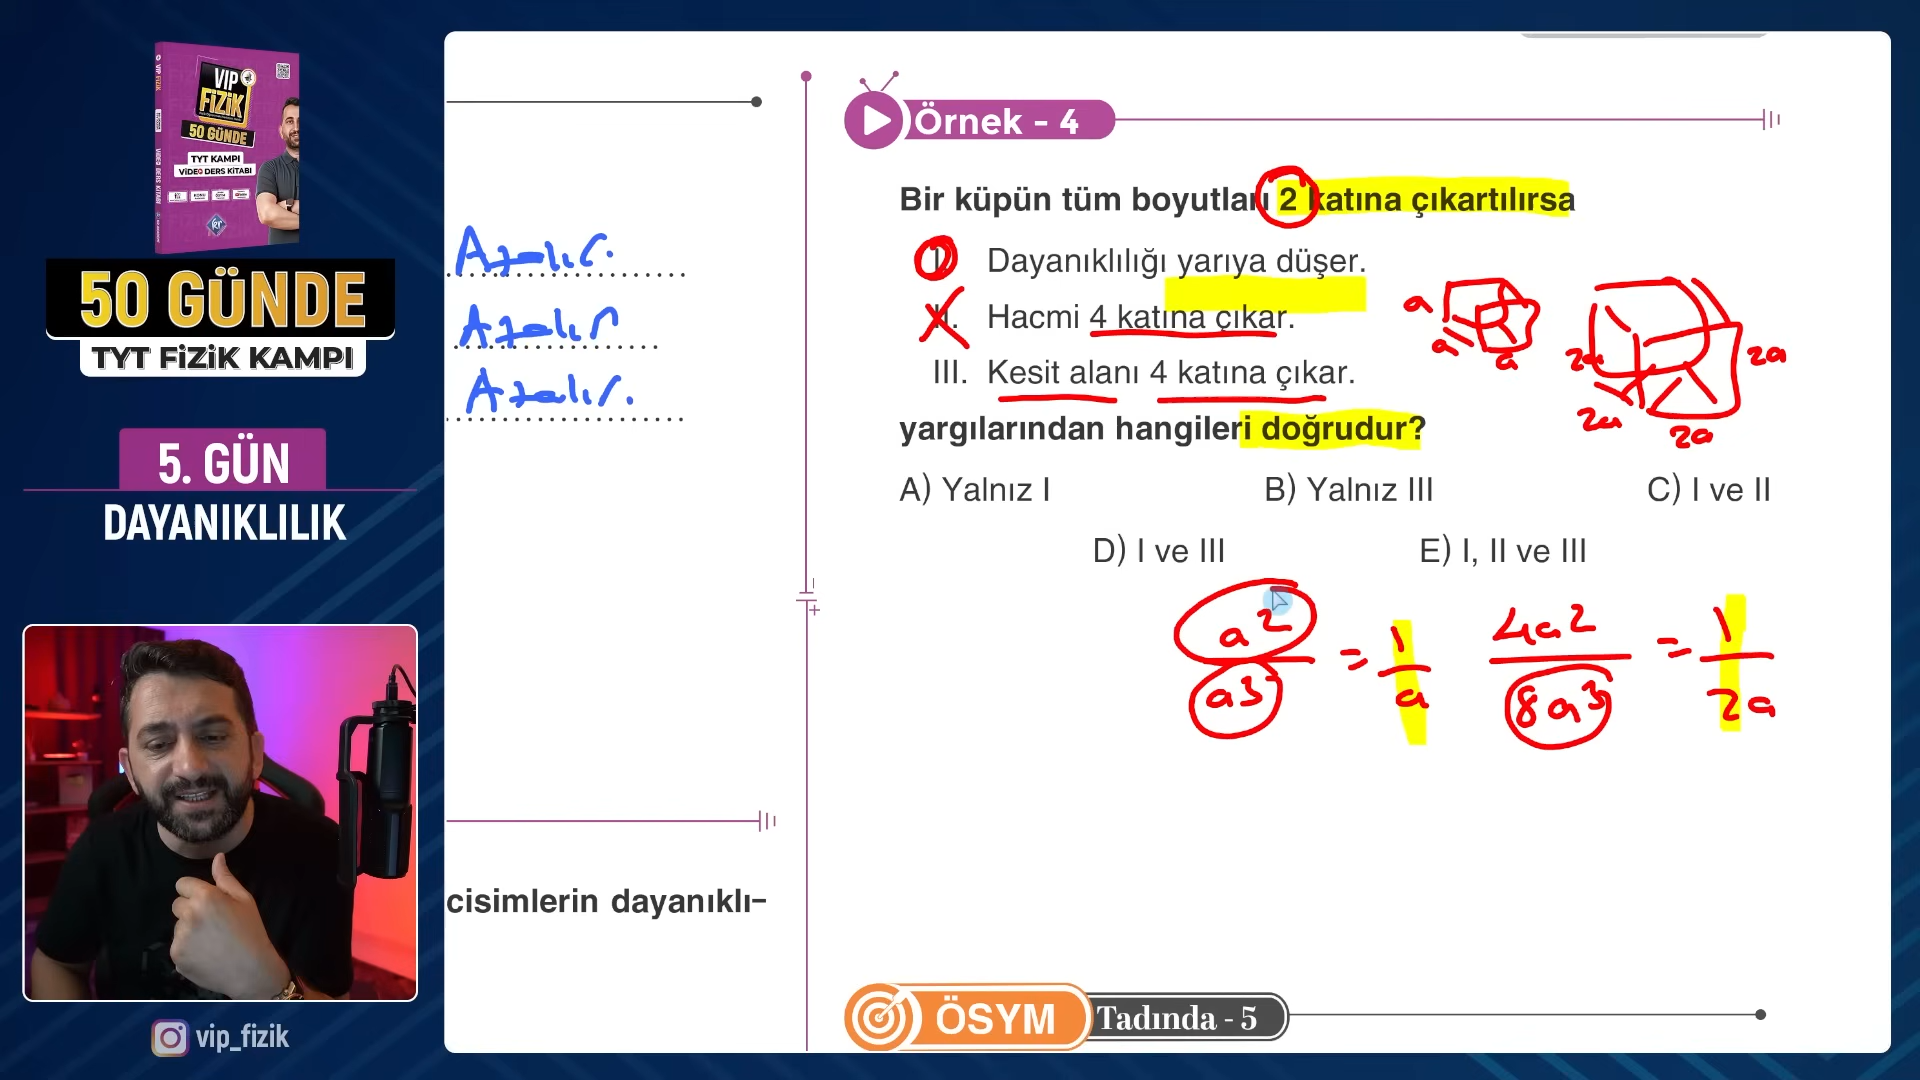 VIP
FİZİK
50 GÜNDE
TYT KAMPI
VİDEO DERS KİTABI
50 GÜNDE
TYT FİZİK KAMPI
5. GÜN
DAYANIKLILIK
vip_fizik
Azalır.
Azalır
Azalır.
cisimlerin dayanıklı-
Örnek - 4
Bir küpün tüm boyutları 2 katına çıkartılırsa
I. Dayanıklılığı yarıya düşer.
II. Hacmi 4 katına çıkar.
III. Kesit alanı 4 katına çıkar.
yargılarından hangileri doğrudur?
A) Yalnız I B) Yalnız III C) I ve II
D) I ve III E) I, II ve III
a a a
2a 2a 2a 2a
a²/a³ = 1/a 4a²/8a³ = 1/2a
ÖSYM Tadında - 5